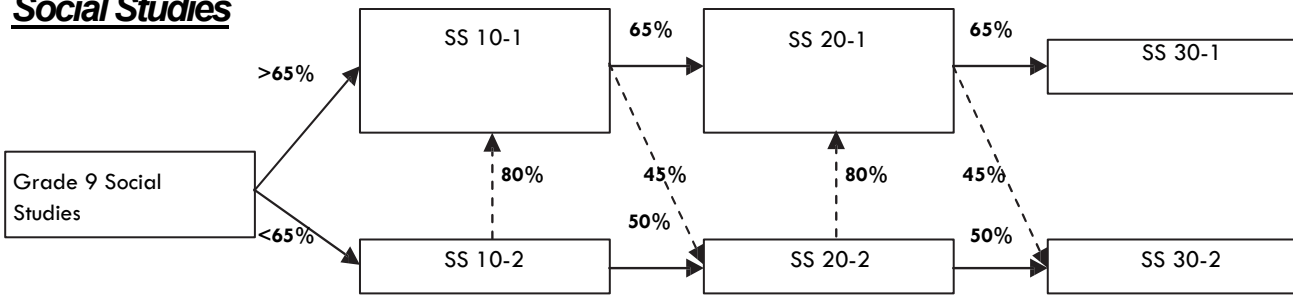 Social Studies
SS 10-1
65%
SS 20-1
65%
SS 30-1
>65%
Grade 9 Social
Studies
80%
45%
80%
45%
<65%
50%
50%
SS 10-2
SS 20-2
SS 30-2